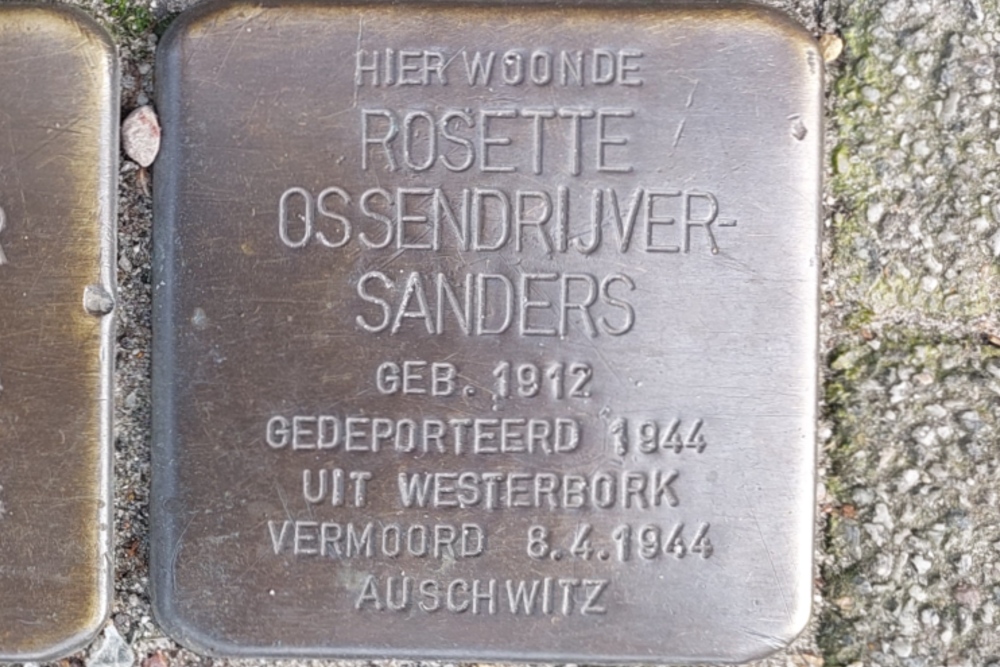 HIER WOONDE
ROSETTE
OSSENDRIJVER-
SANDERS
GEB. 1912
GEDEPORTEERD 1944
UIT WESTERBORK
VERMOORD 8.4.1944
AUSCHWITZ